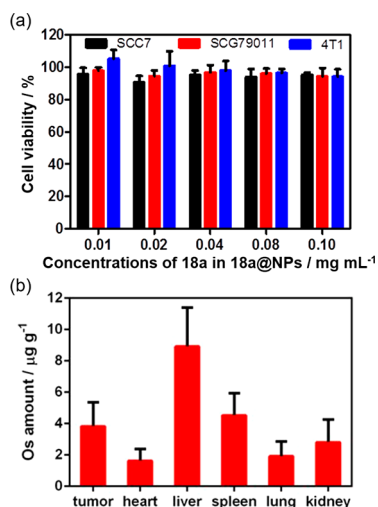 (a)
SCC7 SCG79011 4T1
120
100
80
60
40
20
0
Cell viability / %
0.01 0.02 0.04 0.08 0.10
Concentrations of 18a in 18a@NPs / mg mL⁻¹
(b)
12
10
8
6
4
2
0
Os amount / μg g⁻¹
tumor heart liver spleen lung kidney